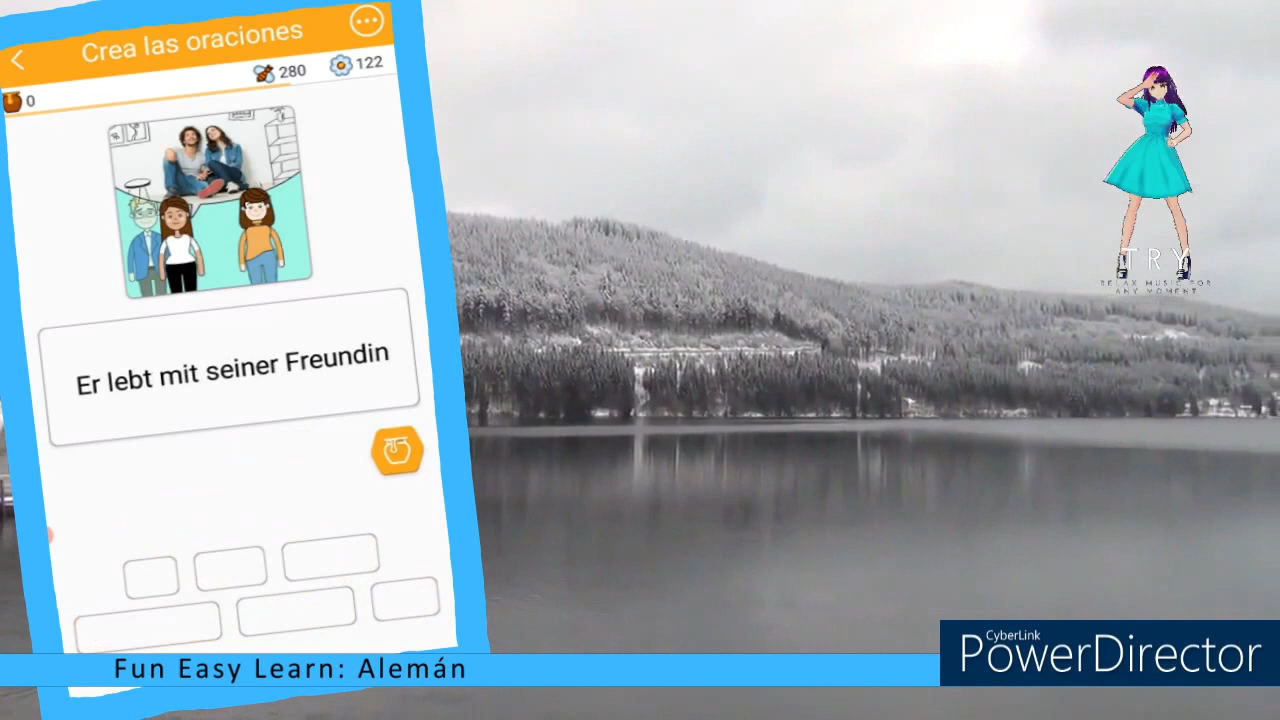 Crea las oraciones
280
122
0
Er lebt mit seiner Freundin
TRY
RELAX MUSIC FOR
ANY MOMENT
Fun Easy Learn: Alemán
CyberLink
PowerDirector